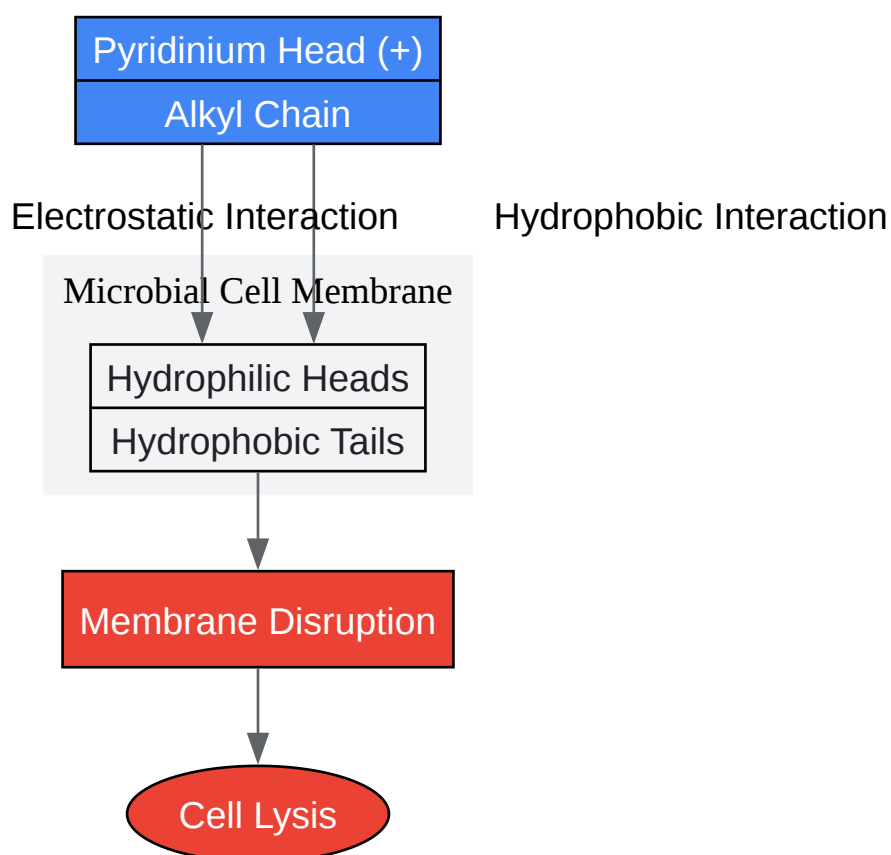 Pyridinium Head (+)
Alkyl Chain
Electrostatic Interaction
Hydrophobic Interaction
Microbial Cell Membrane
Hydrophilic Heads
Hydrophobic Tails
Membrane Disruption
Cell Lysis